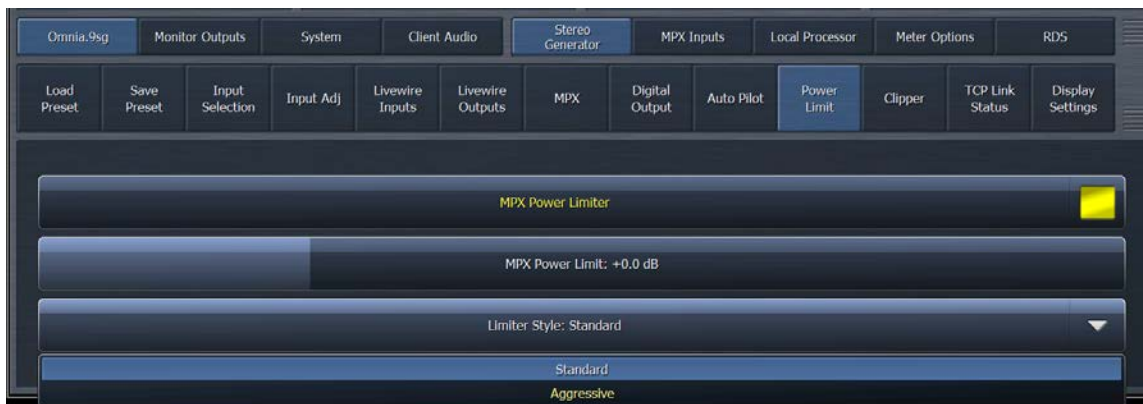 Omnia.9sg Monitor Outputs System Client Audio Stereo Generator MPX Inputs Local Processor Meter Options RDS
Load Preset Save Preset Input Selection Input Adj Livewire Inputs Livewire Outputs MPX Digital Output Auto Pilot Power Limit Clipper TCP Link Status Display Settings
MPX Power Limiter
MPX Power Limit: +0.0 dB
Limiter Style: Standard
Standard
Aggressive